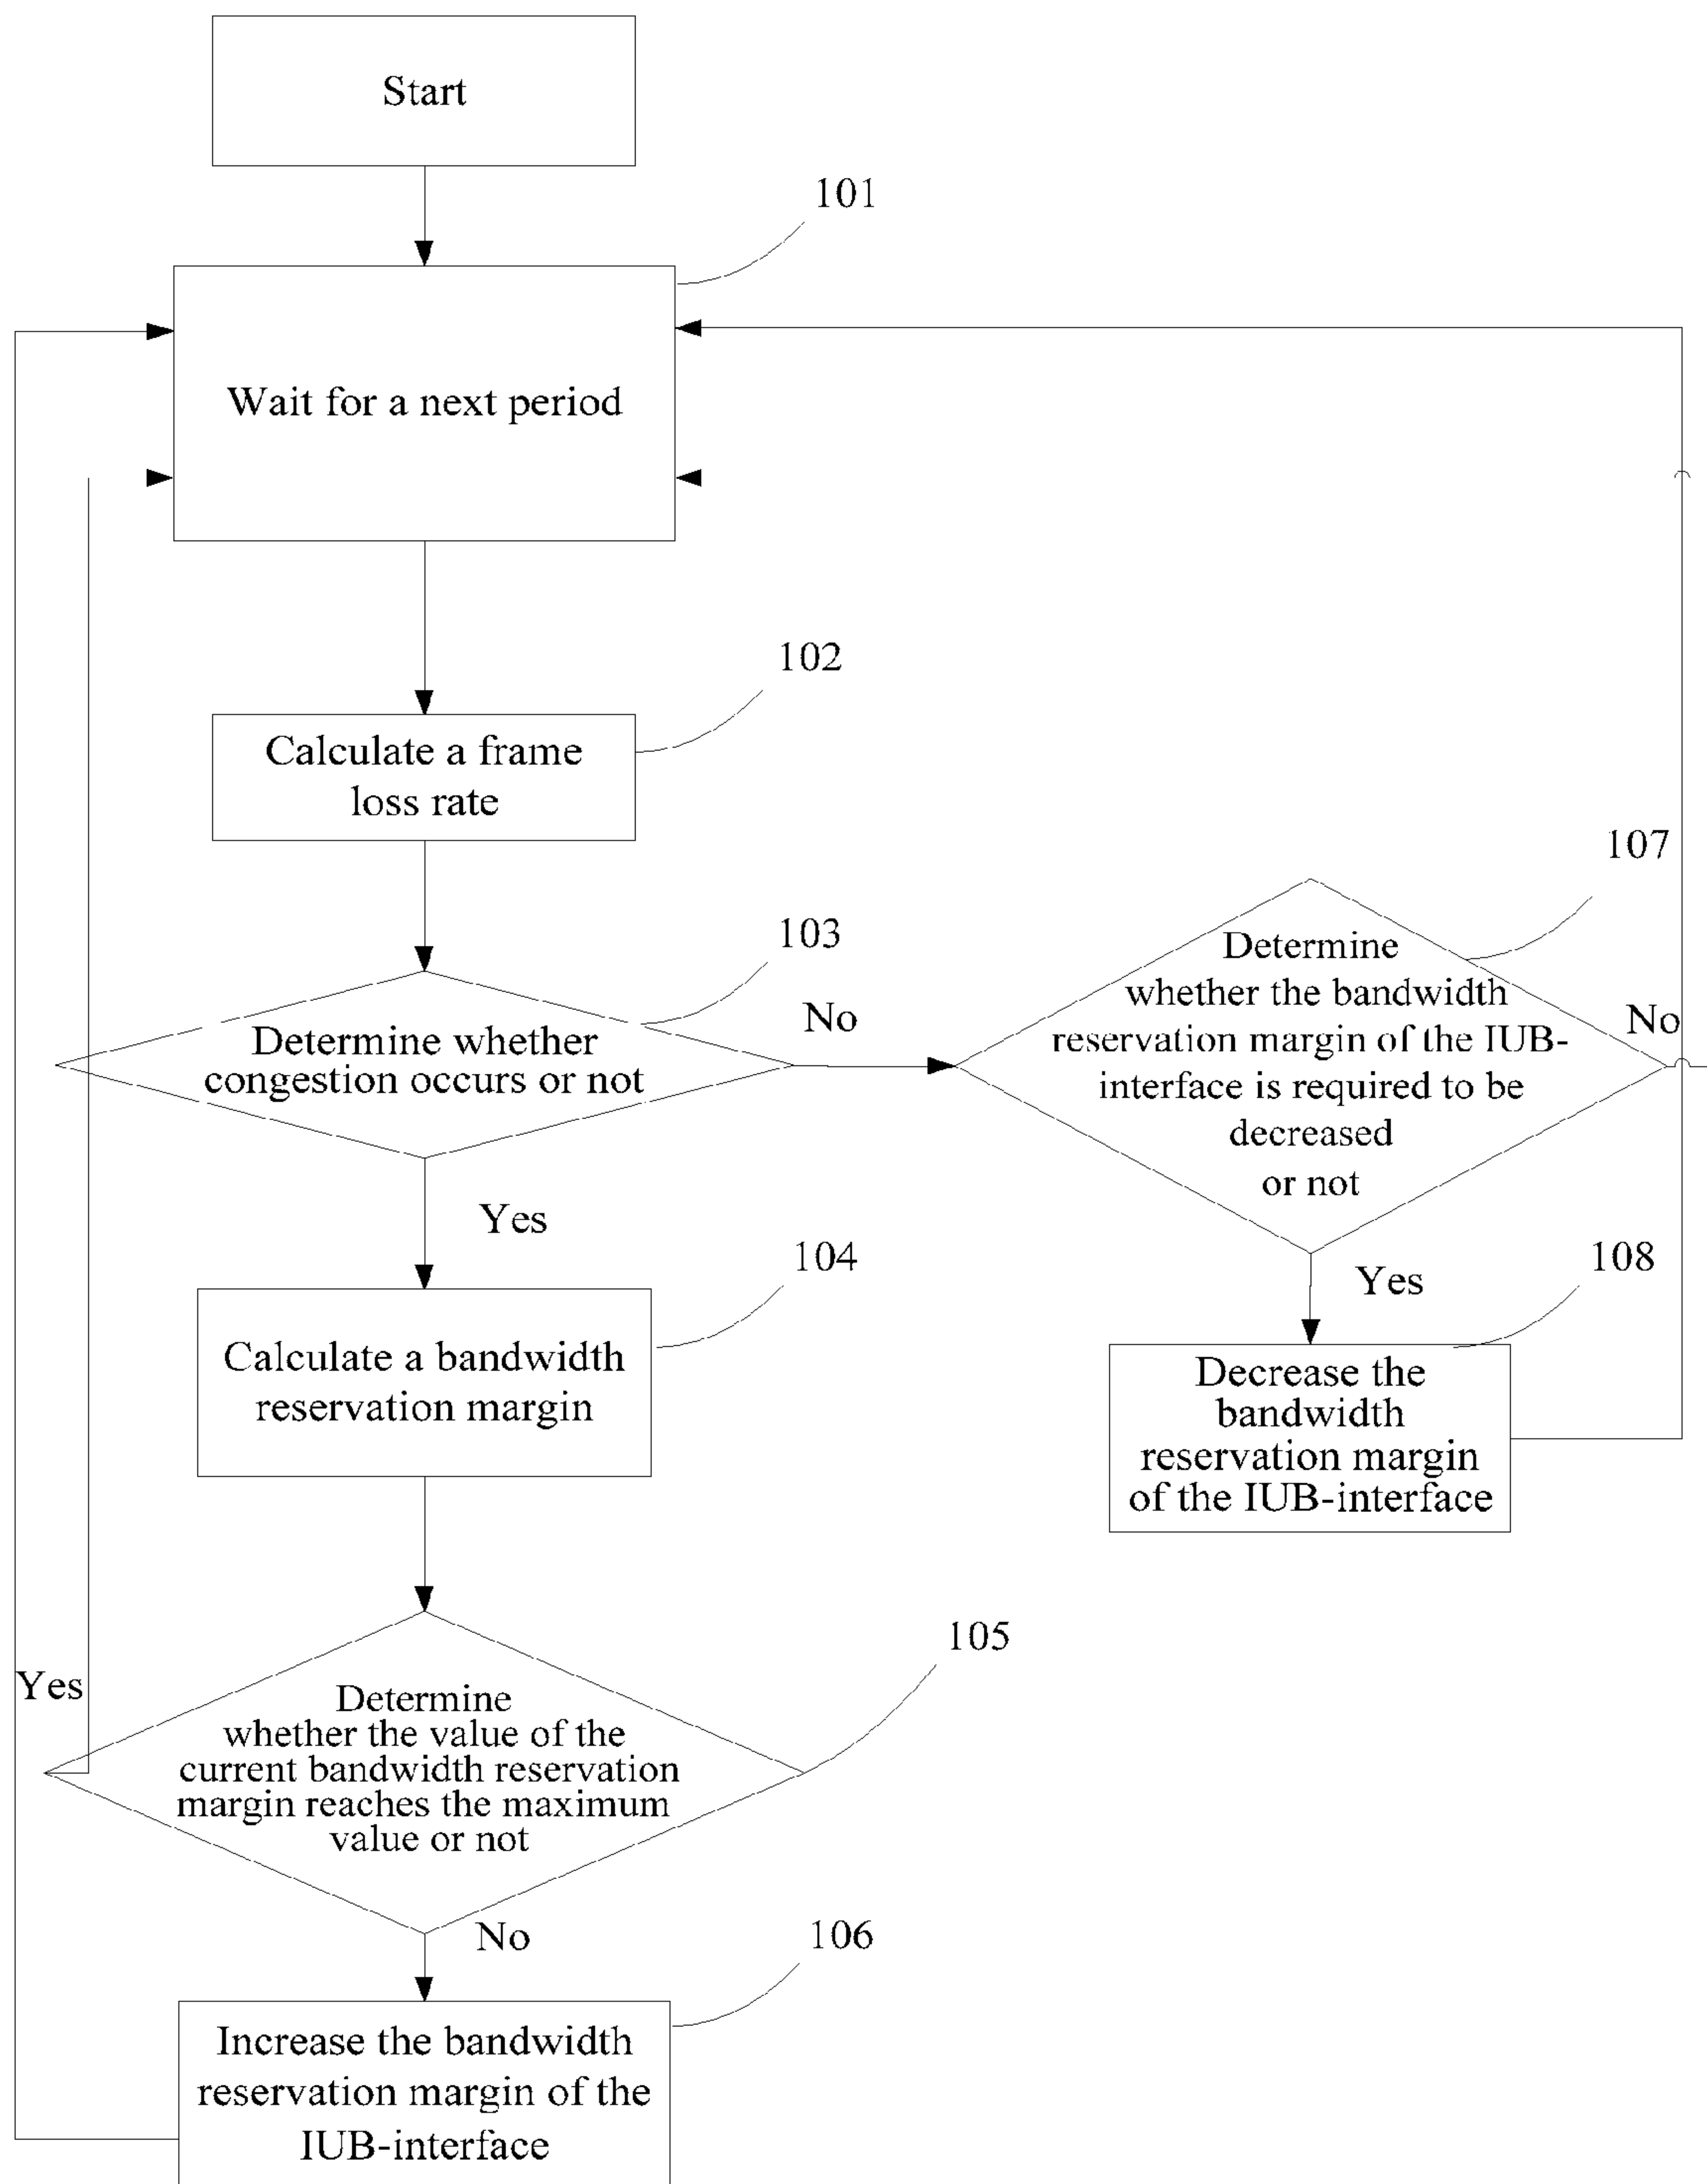 Start
101
Wait for a next period
102
Calculate a frame
loss rate
103
Determine whether
congestion occurs or not
No
107
Determine
whether the bandwidth
reservation margin of the IUB-
interface is required to be
decreased
or not
No
Yes
104
Calculate a bandwidth
reservation margin
Yes
108
Decrease the
bandwidth
reservation margin
of the IUB-interface
105
Yes
Determine
whether the value of the
current bandwidth reservation
margin reaches the maximum
value or not
No
106
Increase the bandwidth
reservation margin of the
IUB-interface